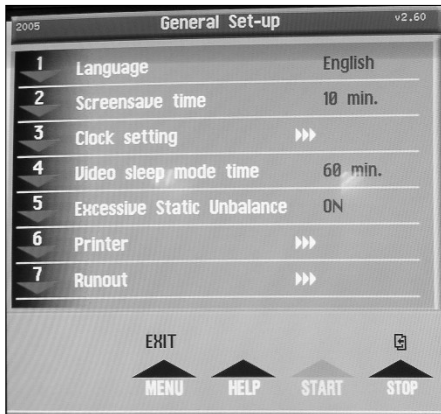 2005 General Set-up v2.60
1 Language English
2 Screensave time 10 min.
3 Clock setting
4 Video sleep mode time 60 min.
5 Excessive Static Unbalance ON
6 Printer
7 Runout
EXIT
MENU HELP START STOP